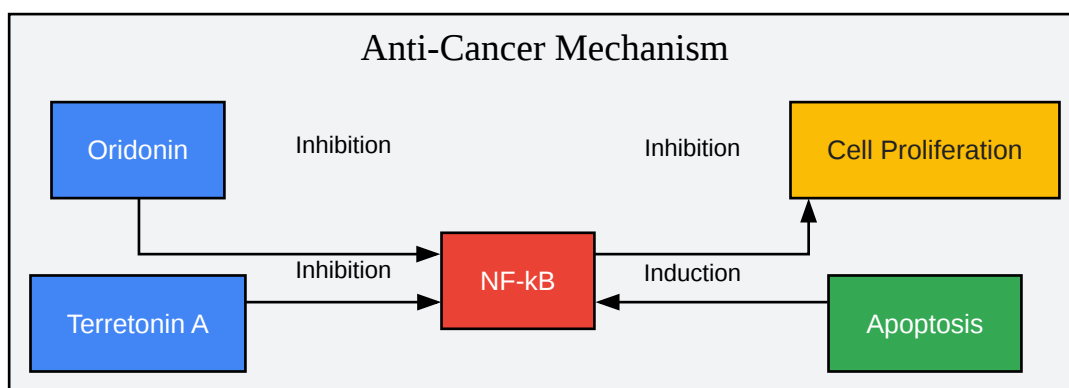 Anti-Cancer Mechanism
Oridonin
Inhibition
Inhibition
Cell Proliferation
Terretonin A
Inhibition
NF-kB
Induction
Apoptosis